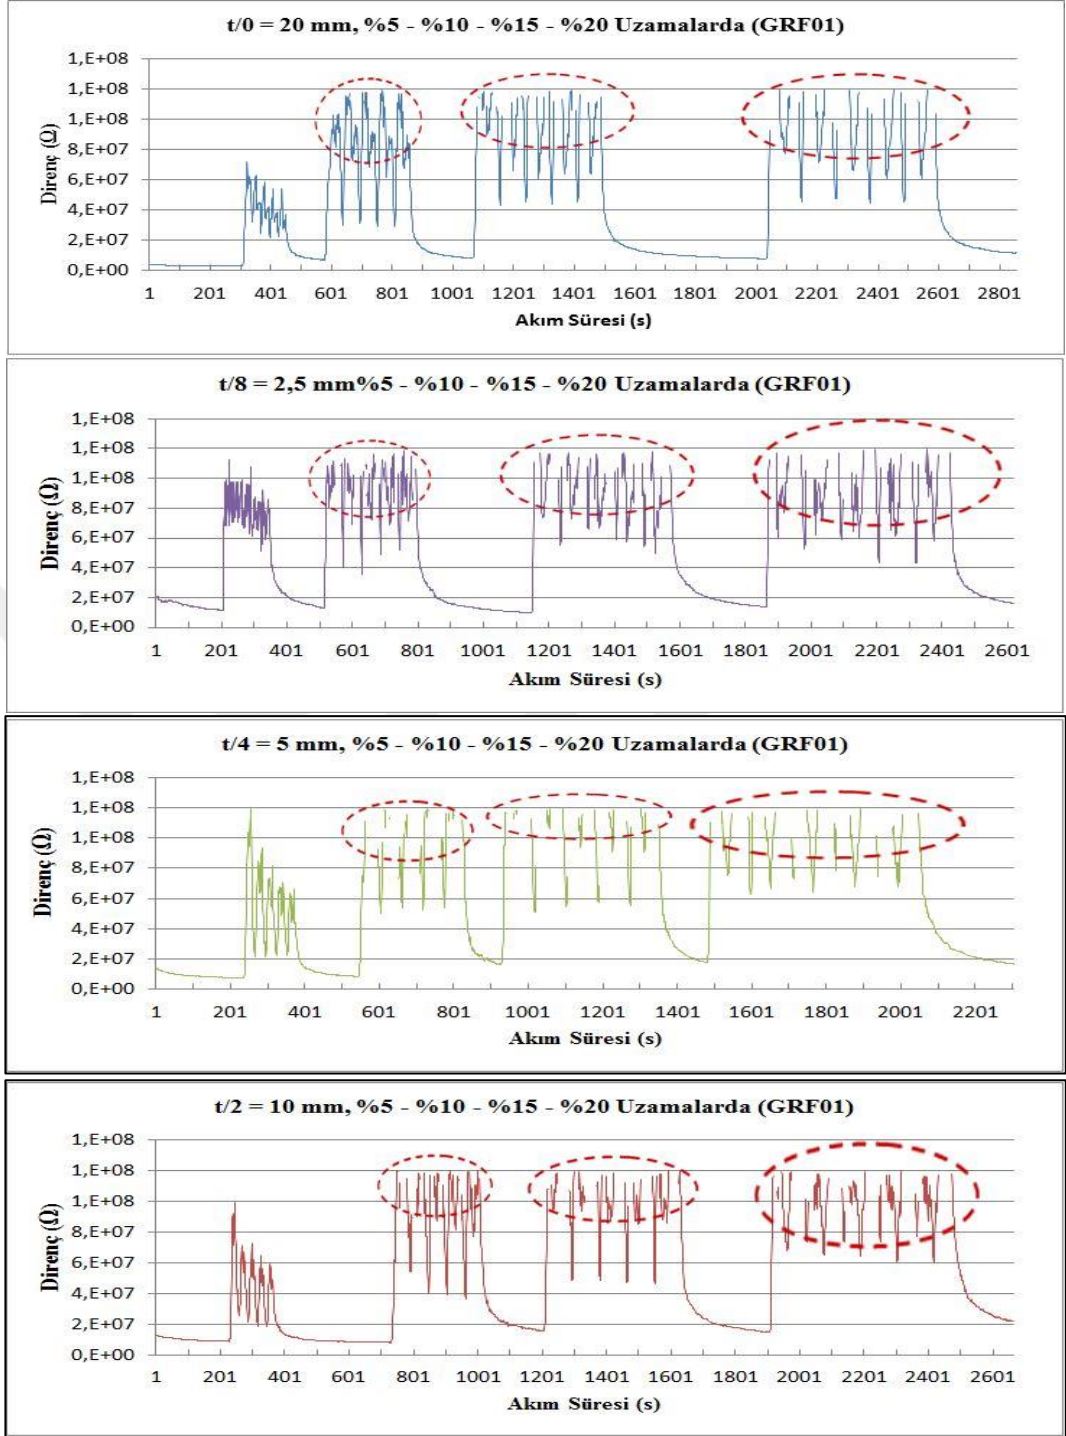 t/0 = 20 mm, %5 - %10 - %15 - %20 Uzamalarda (GRF01)
Direnç (Ω)
1,E+08
1,E+08
1,E+08
8,E+07
6,E+07
4,E+07
2,E+07
0,E+00
1 201 401 601 801 1001 1201 1401 1601 1801 2001 2201 2401 2601 2801
Akım Süresi (s)
t/8 = 2,5 mm%5 - %10 - %15 - %20 Uzamalarda (GRF01)
Direnç (Ω)
1,E+08
1,E+08
1,E+08
8,E+07
6,E+07
4,E+07
2,E+07
0,E+00
1 201 401 601 801 1001 1201 1401 1601 1801 2001 2201 2401 2601
Akım Süresi (s)
t/4 = 5 mm, %5 - %10 - %15 - %20 Uzamalarda (GRF01)
Direnç (Ω)
1,E+08
1,E+08
1,E+08
8,E+07
6,E+07
4,E+07
2,E+07
0,E+00
1 201 401 601 801 1001 1201 1401 1601 1801 2001 2201
Akım Süresi (s)
t/2 = 10 mm, %5 - %10 - %15 - %20 Uzamalarda (GRF01)
Direnç (Ω)
1,E+08
1,E+08
1,E+08
8,E+07
6,E+07
4,E+07
2,E+07
0,E+00
1 201 401 601 801 1001 1201 1401 1601 1801 2001 2201 2401 2601
Akım Süresi (s)